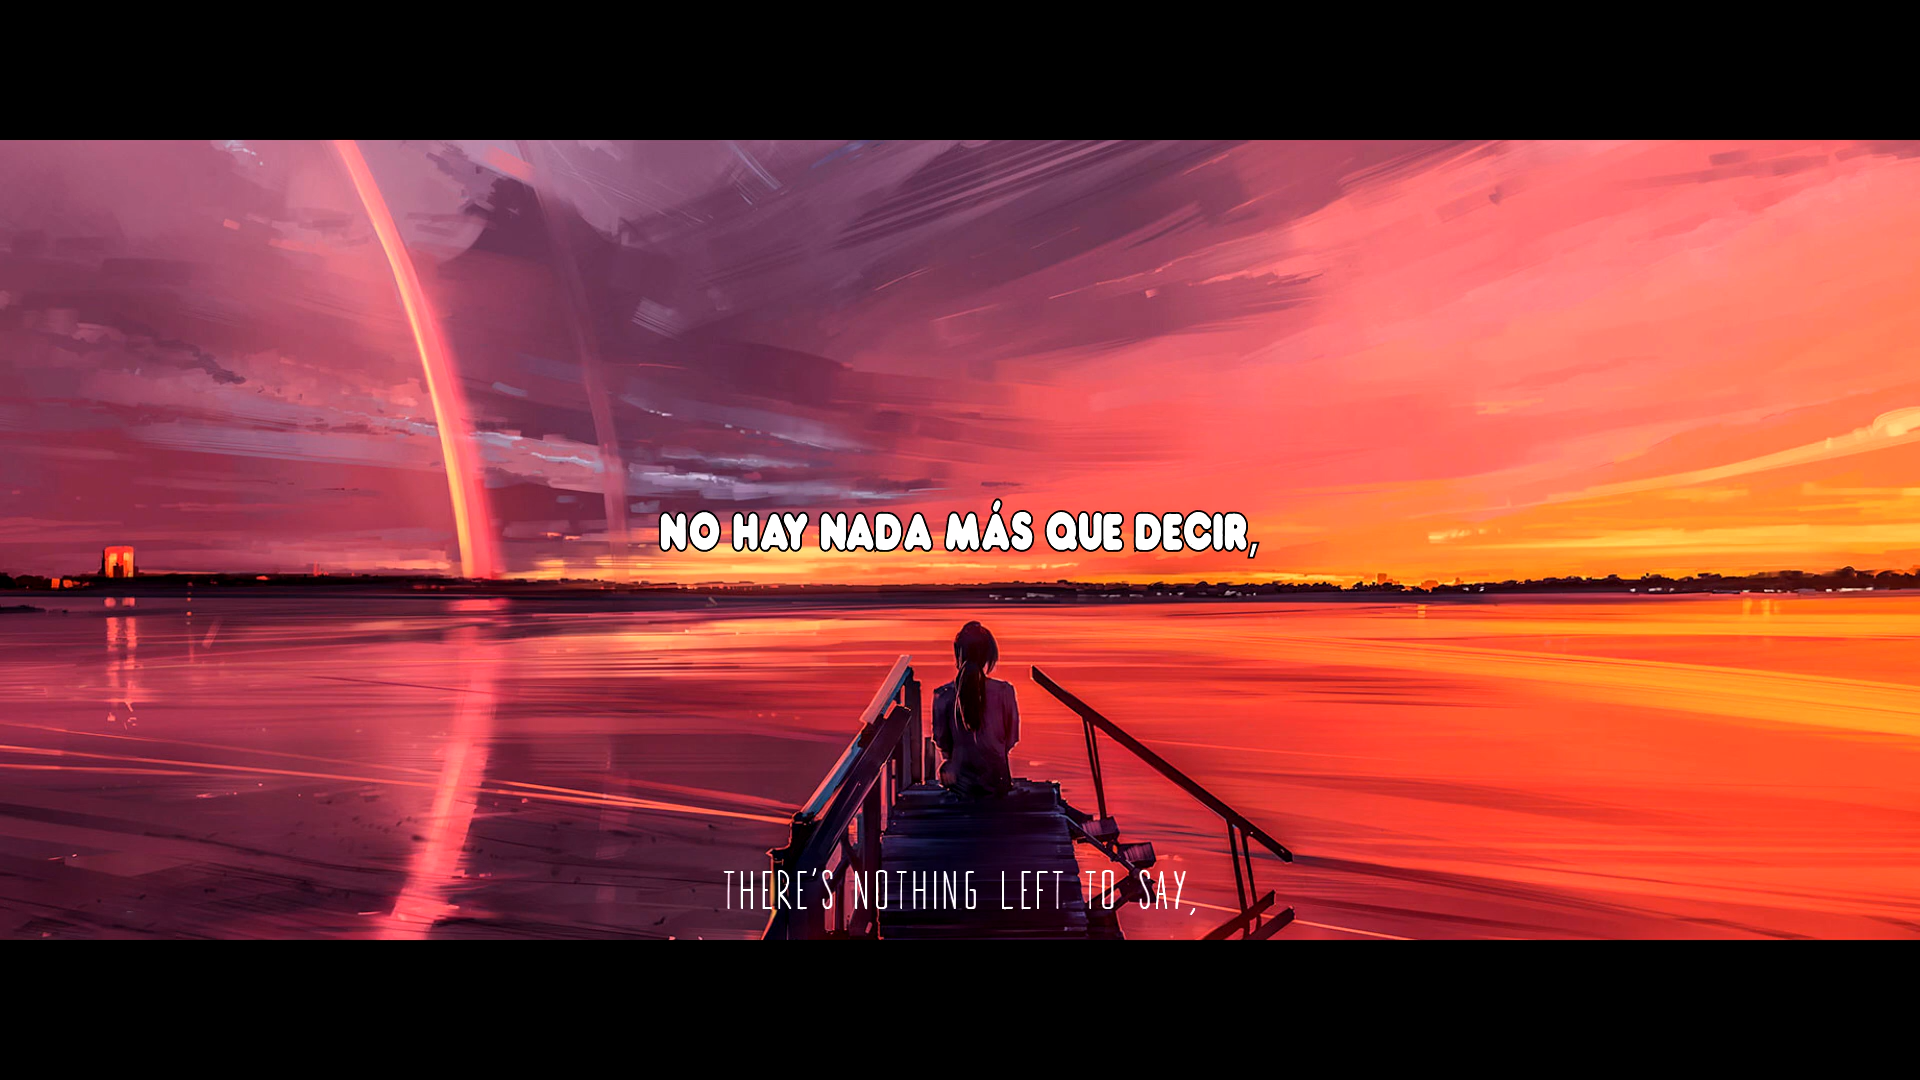 NO HAY NADA MÁS QUE DECIR,
THERE'S NOTHING LEFT TO SAY,